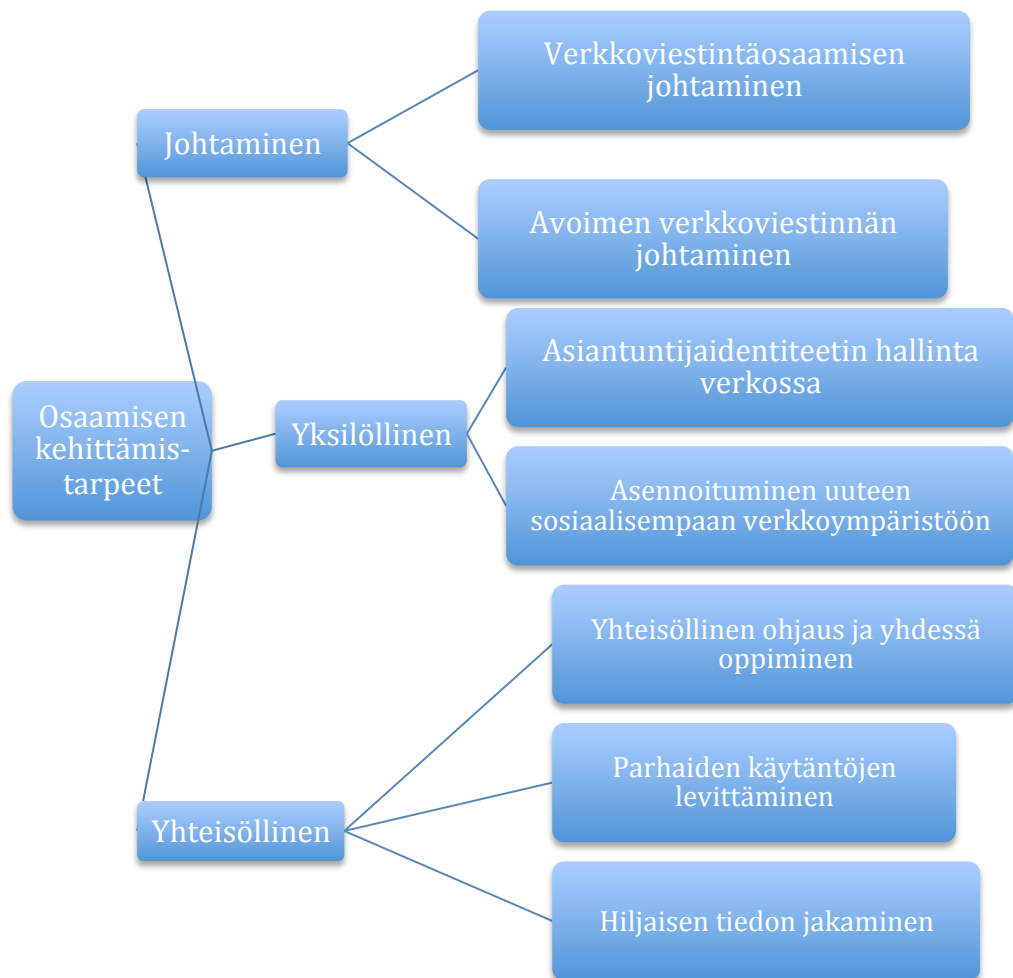 Verkkoviestintäosaamisen
johtaminen
Johtaminen
Avoimen verkkoviestinnän
johtaminen
Asiantuntijaidentiteetin hallinta
verkossa
Osaamisen
kehittämis-
tarpeet
Yksilöllinen
Asennoituminen uuteen
sosiaalisempaan verkkoympäristöön
Yhteisöllinen ohjaus ja yhdessä
oppiminen
Parhaiden käytäntöjen
levittäminen
Yhteisöllinen
Hiljaisen tiedon jakaminen